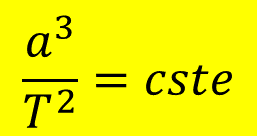 a³/T² = cste